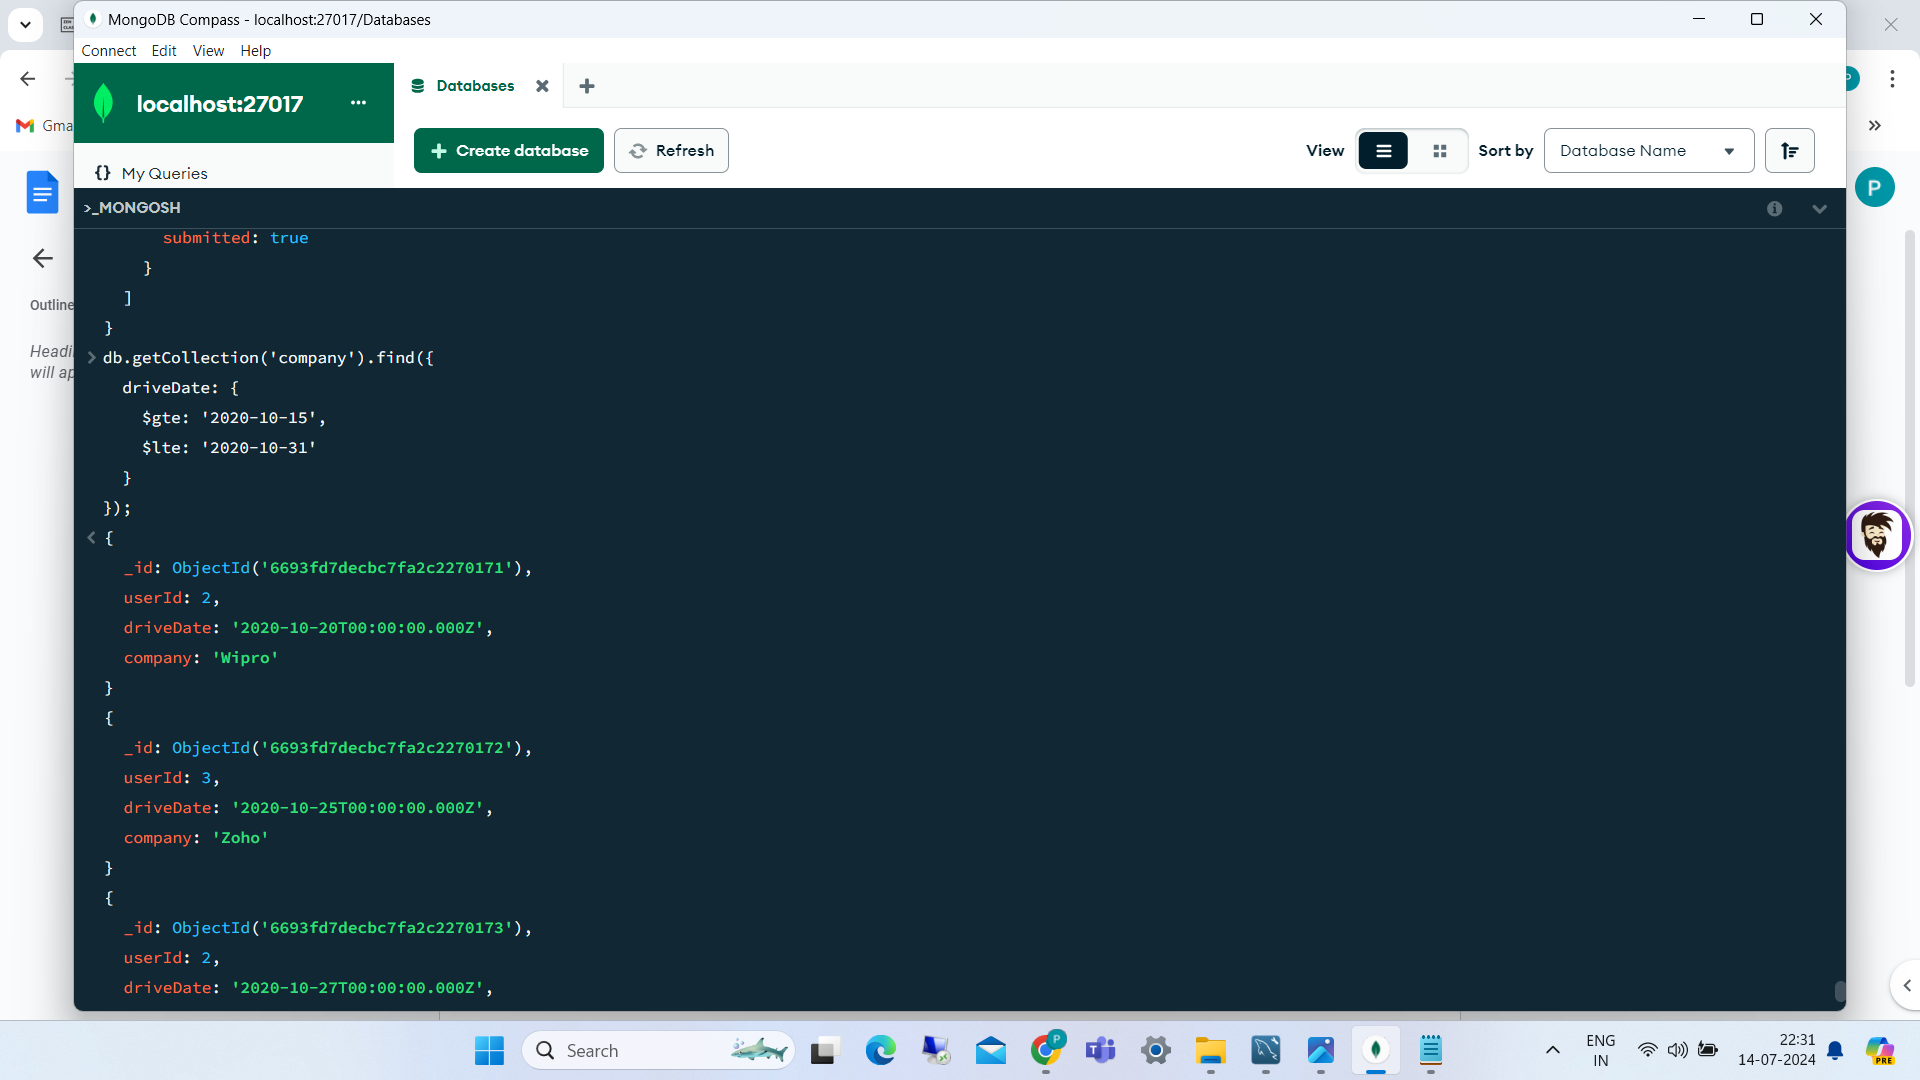 MongoDB Compass - localhost:27017/Databases
Connect Edit View Help
localhost:27017 ...
Databases
Gma
Create database Refresh
View Sort by Database Name
{} My Queries
P
>_MONGOSH
submitted: true
}
]
}
Outline
Headi
will ap
db.getCollection('company').find({
driveDate: {
$gte: '2020-10-15',
$lte: '2020-10-31'
}
});
{
_id: ObjectId('6693fd7decbc7fa2c2270171'),
userId: 2,
driveDate: '2020-10-20T00:00:00.000Z',
company: 'Wipro'
}
{
_id: ObjectId('6693fd7decbc7fa2c2270172'),
userId: 3,
driveDate: '2020-10-25T00:00:00.000Z',
company: 'Zoho'
}
{
_id: ObjectId('6693fd7decbc7fa2c2270173'),
userId: 2,
driveDate: '2020-10-27T00:00:00.000Z',
Search
P
ENG
IN
22:31
14-07-2024
PRE